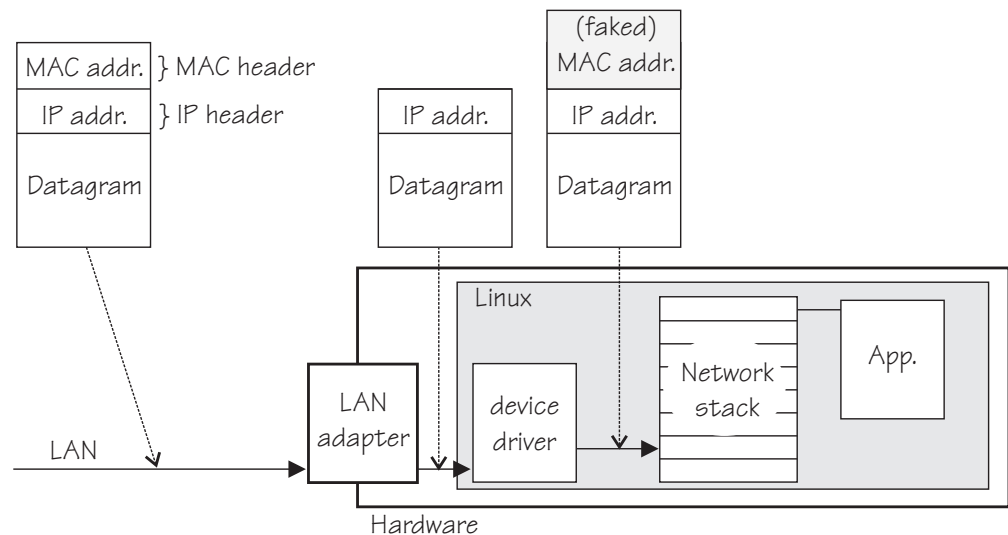 (faked)
MAC addr.
MAC addr. } MAC header
IP addr. } IP header
IP addr.
IP addr.
Datagram
Datagram
Datagram
Linux
Network
stack
App.
LAN
adapter
device
driver
LAN
Hardware